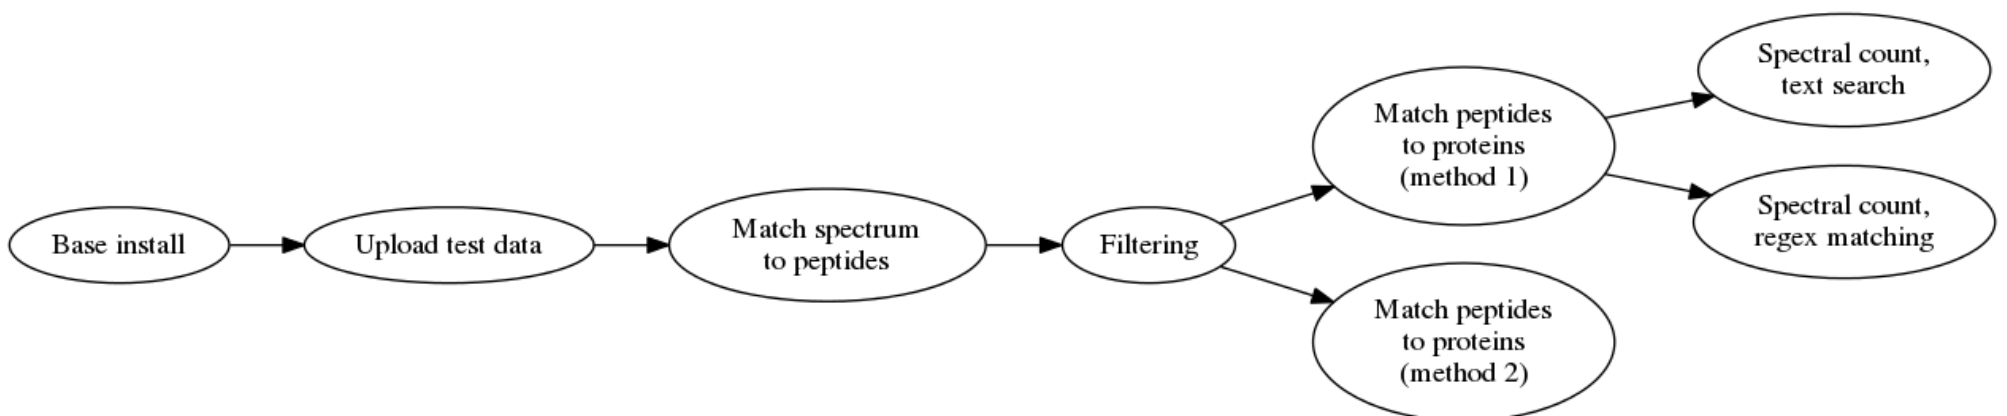 Base install
Upload test data
Match spectrum
to peptides
Filtering
Match peptides
to proteins
(method 1)
Match peptides
to proteins
(method 2)
Spectral count,
text search
Spectral count,
regex matching